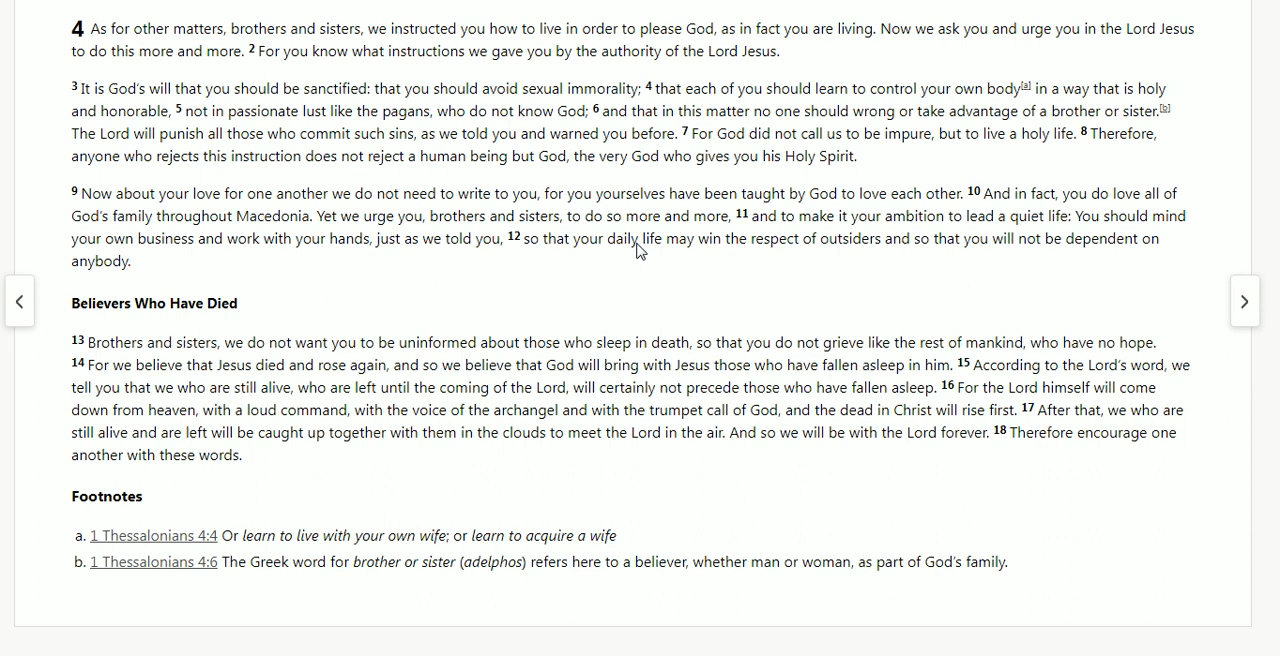 4 As for other matters, brothers and sisters, we instructed you how to live in order to please God, as in fact you are living. Now we ask you and urge you in the Lord Jesus
to do this more and more. 2 For you know what instructions we gave you by the authority of the Lord Jesus.
3 It is God's will that you should be sanctified: that you should avoid sexual immorality; 4 that each of you should learn to control your own body[a] in a way that is holy
and honorable, 5 not in passionate lust like the pagans, who do not know God; 6 and that in this matter no one should wrong or take advantage of a brother or sister.[b]
The Lord will punish all those who commit such sins, as we told you and warned you before. 7 For God did not call us to be impure, but to live a holy life. 8 Therefore,
anyone who rejects this instruction does not reject a human being but God, the very God who gives you his Holy Spirit.
9 Now about your love for one another we do not need to write to you, for you yourselves have been taught by God to love each other. 10 And in fact, you do love all of
God's family throughout Macedonia. Yet we urge you, brothers and sisters, to do so more and more, 11 and to make it your ambition to lead a quiet life: You should mind
your own business and work with your hands, just as we told you, 12 so that your daily life may win the respect of outsiders and so that you will not be dependent on
anybody.
Believers Who Have Died
13 Brothers and sisters, we do not want you to be uninformed about those who sleep in death, so that you do not grieve like the rest of mankind, who have no hope.
14 For we believe that Jesus died and rose again, and so we believe that God will bring with Jesus those who have fallen asleep in him. 15 According to the Lord's word, we
tell you that we who are still alive, who are left until the coming of the Lord, will certainly not precede those who have fallen asleep. 16 For the Lord himself will come
down from heaven, with a loud command, with the voice of the archangel and with the trumpet call of God, and the dead in Christ will rise first. 17 After that, we who are
still alive and are left will be caught up together with them in the clouds to meet the Lord in the air. And so we will be with the Lord forever. 18 Therefore encourage one
another with these words.
Footnotes
a. 1 Thessalonians 4:4 Or learn to live with your own wife; or learn to acquire a wife
b. 1 Thessalonians 4:6 The Greek word for brother or sister (adelphos) refers here to a believer, whether man or woman, as part of God's family.